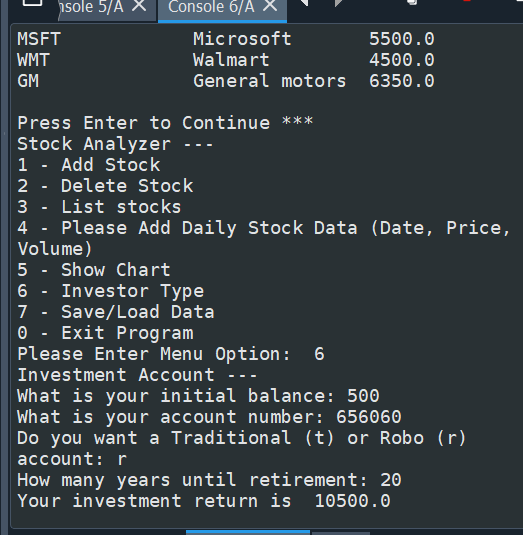 nsole 5/A X Console 6/A X
MSFT Microsoft 5500.0
WMT Walmart 4500.0
GM General motors 6350.0
Press Enter to Continue ***
Stock Analyzer ---
1 - Add Stock
2 - Delete Stock
3 - List stocks
4 - Please Add Daily Stock Data (Date, Price,
Volume)
5 - Show Chart
6 - Investor Type
7 - Save/Load Data
0 - Exit Program
Please Enter Menu Option:  6
Investment Account ---
What is your initial balance: 500
What is your account number: 656060
Do you want a Traditional (t) or Robo (r)
account: r
How many years until retirement: 20
Your investment return is  10500.0